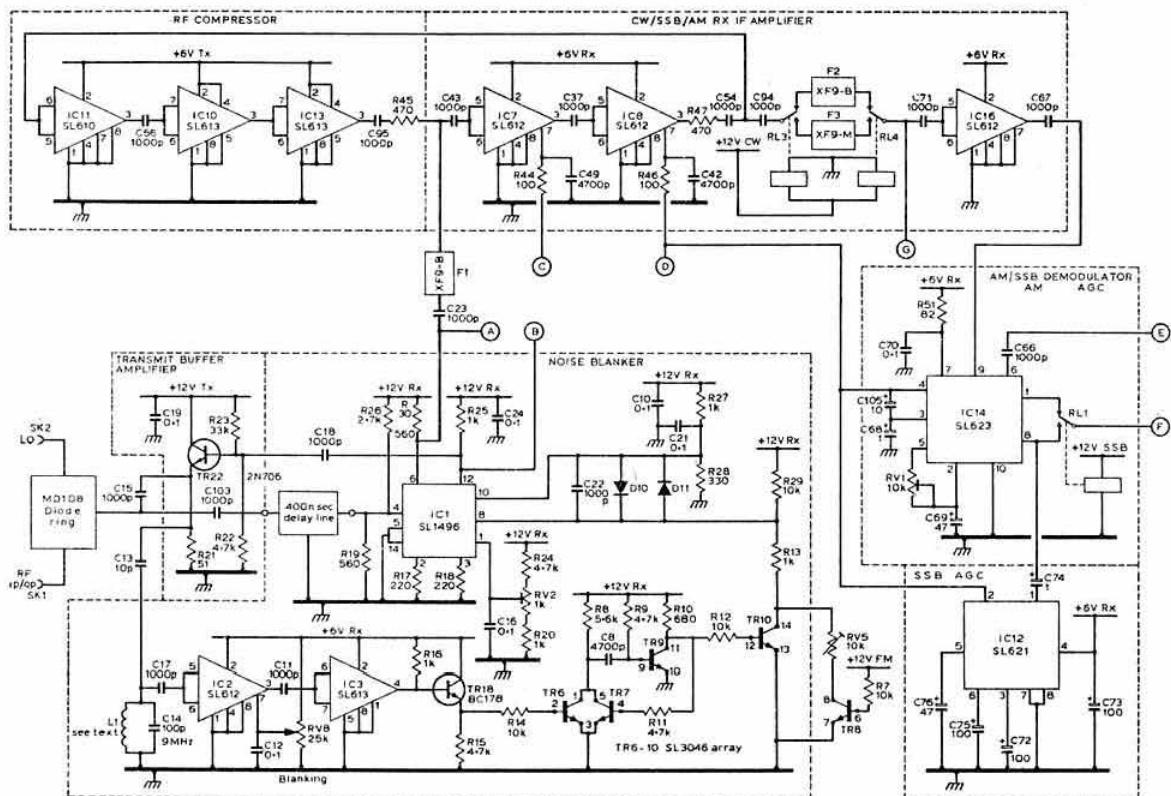 RF COMPRESSOR
CW/SSB/AM RX IF AMPLIFIER
+6V Tx
IC11
SL610
C56
1000p
IC10
SL613
IC13
SL613
C95
1000p
R45
470
C43
1000p
+6V Rx
IC7
SL612
C37
1000p
IC8
SL612
R47
470
C54
1000p
C94
1000p
F2
XF9-B
F3
XF9-M
RL3
RL4
+12V CW
C71
1000p
+6V Rx
IC16
SL612
C67
1000p
R44
100
C49
4700p
R46
100
C42
4700p
C
D
G
XF9-B
F1
C23
1000p
A
B
AM/SSB DEMODULATOR
AM AGC
+6V Rx
R51
82
C70
0·1
C66
1000p
E
C105
10
C68
1
IC14
SL623
RV1
10k
C69
47
RL1
F
+12V SSB
TRANSMIT BUFFER
AMPLIFIER
NOISE BLANKER
+12V Tx
C19
0·1
R23
33k
TR22
2N706
C18
1000p
SK2
LO
MD108
Diode
ring
RF
ip/op
SK1
C15
1000p
C103
1000p
C13
10p
R21
51
R22
4·7k
400n sec
delay line
R19
560
+12V Rx
R26
2·7k
R
30
560
+12V Rx
R25
1k
C24
0·1
IC1
SL1496
R17
220
R18
220
C10
0·1
R27
1k
C21
0·1
C22
1000
p
D10
D11
R28
330
+12V Rx
R29
10k
R13
1k
+12V Rx
R24
4·7k
RV2
1k
R20
1k
C16
0·1
+12V Rx
R8
5·6k
R9
4·7k
R10
680
C8
4700p
TR9
R12
10k
TR10
RV5
10k
+12V FM
R7
10k
TR8
TR6
TR7
R11
4·7k
R14
10k
TR6-10 SL3046 array
C17
1000p
L1
see text
C14
100p
9MHz
+6V Rx
IC2
SL612
C11
1000p
IC3
SL613
R16
1k
TR18
BC178
C12
0·1
RV8
25k
R15
4·7k
Blanking
SSB AGC
C74
1
+6V Rx
IC12
SL621
C76
47
C75
100
C72
100
C73
100